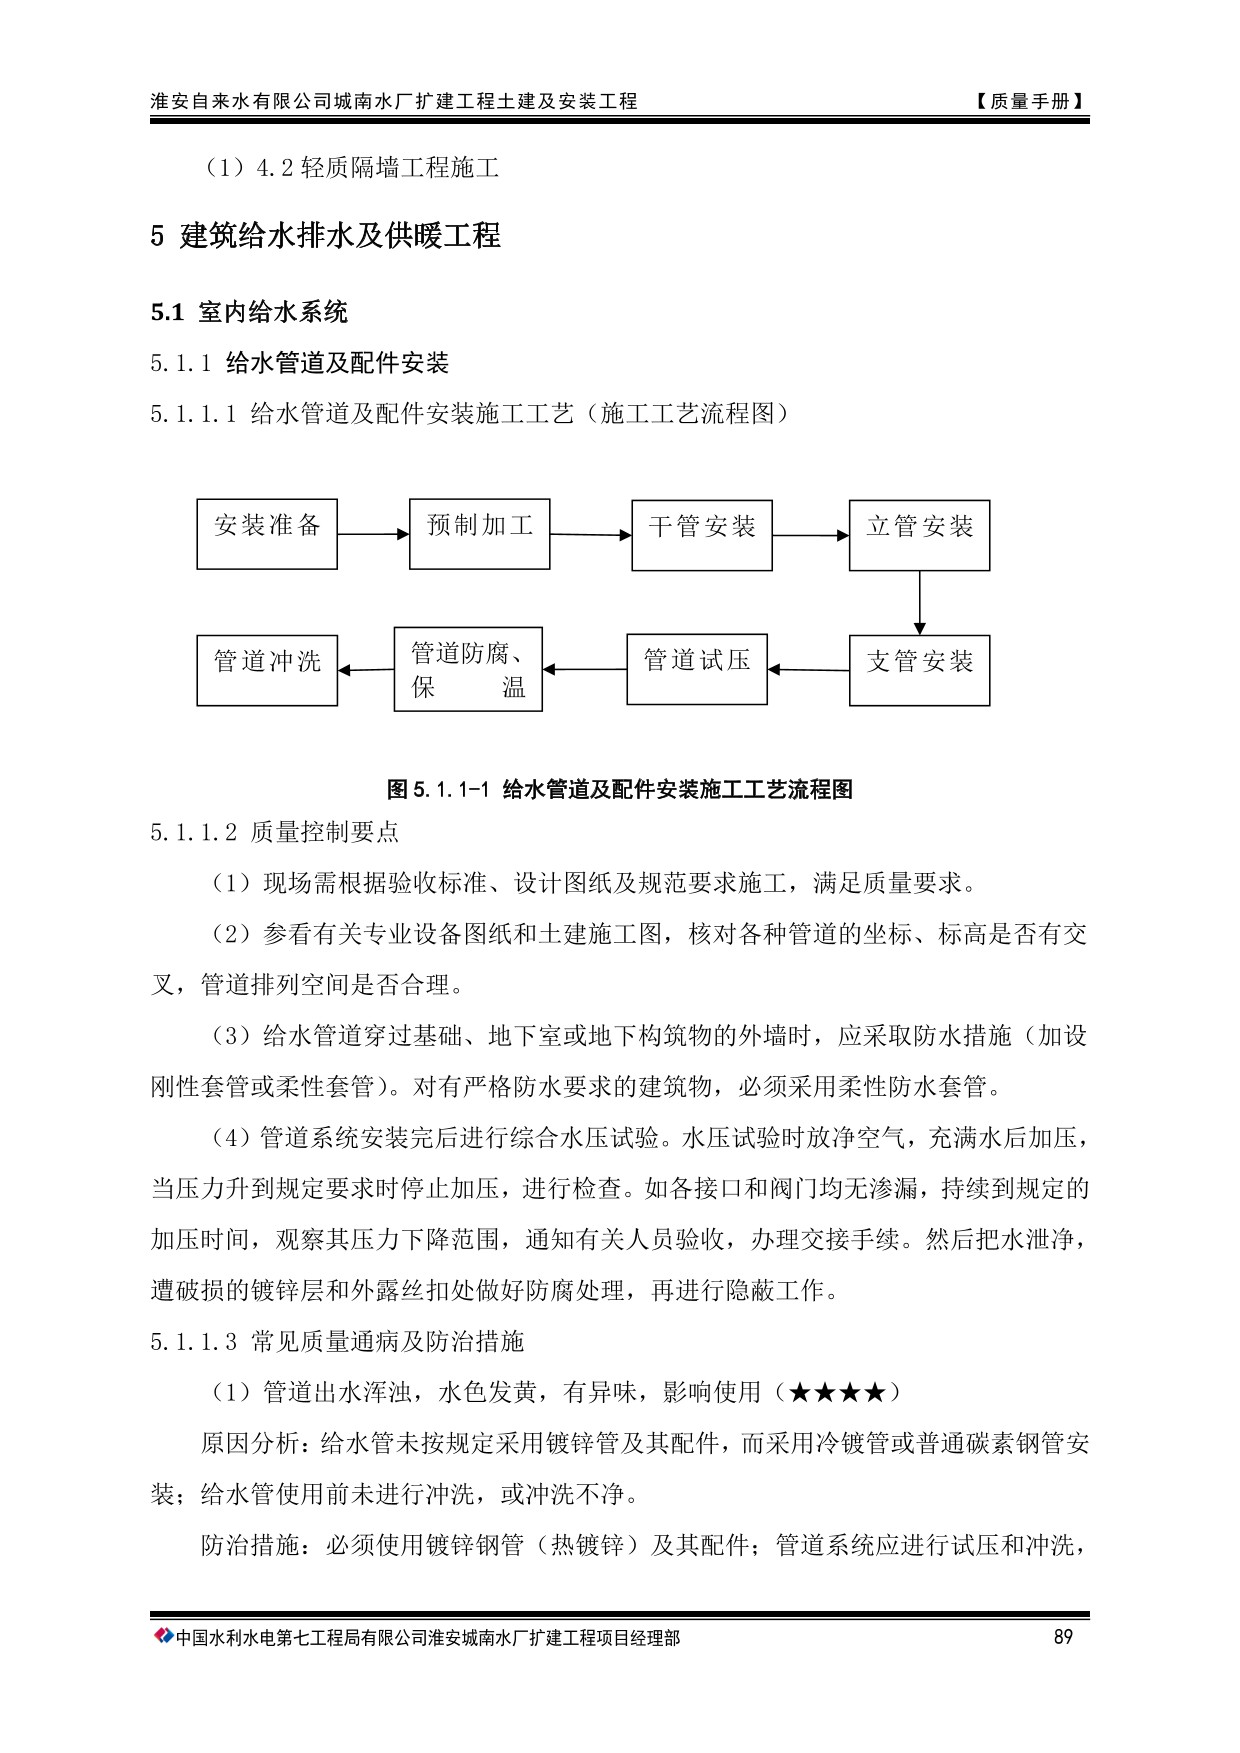 淮安自来水有限公司城南水厂扩建工程土建及安装工程 【质量手册】
（1）4.2 轻质隔墙工程施工
5 建筑给水排水及供暖工程
5.1 室内给水系统
5.1.1 给水管道及配件安装
5.1.1.1 给水管道及配件安装施工工艺（施工工艺流程图）
安装准备 预制加工 干管安装 立管安装
管道冲洗 管道防腐、 管道试压 支管安装
保 温
图 5.1.1-1 给水管道及配件安装施工工艺流程图
5.1.1.2 质量控制要点
（1）现场需根据验收标准、设计图纸及规范要求施工，满足质量要求。
（2）参看有关专业设备图纸和土建施工图，核对各种管道的坐标、标高是否有交
叉，管道排列空间是否合理。
（3）给水管道穿过基础、地下室或地下构筑物的外墙时，应采取防水措施（加设
刚性套管或柔性套管）。对有严格防水要求的建筑物，必须采用柔性防水套管。
（4）管道系统安装完后进行综合水压试验。水压试验时放净空气，充满水后加压，
当压力升到规定要求时停止加压，进行检查。如各接口和阀门均无渗漏，持续到规定的
加压时间，观察其压力下降范围，通知有关人员验收，办理交接手续。然后把水泄净，
遭破损的镀锌层和外露丝扣处做好防腐处理，再进行隐蔽工作。
5.1.1.3 常见质量通病及防治措施
（1）管道出水浑浊，水色发黄，有异味，影响使用（★★★★）
原因分析：给水管未按规定采用镀锌管及其配件，而采用冷镀管或普通碳素钢管安
装；给水管使用前未进行冲洗，或冲洗不净。
防治措施：必须使用镀锌钢管（热镀锌）及其配件；管道系统应进行试压和冲洗，
中国水利水电第七工程局有限公司淮安城南水厂扩建工程项目经理部 89